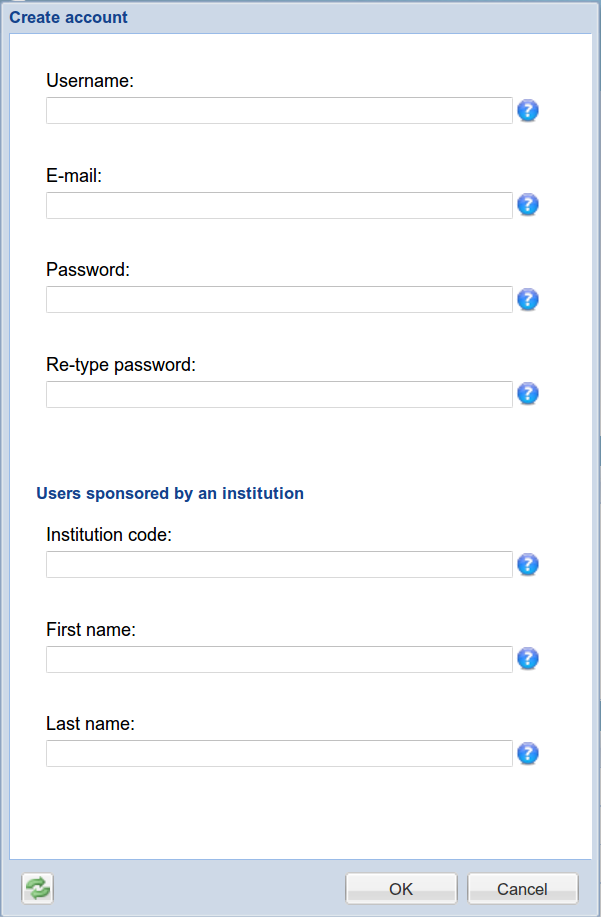 Create account
Username:
E-mail:
Password:
Re-type password:
Users sponsored by an institution
Institution code:
First name:
Last name:
OK
Cancel